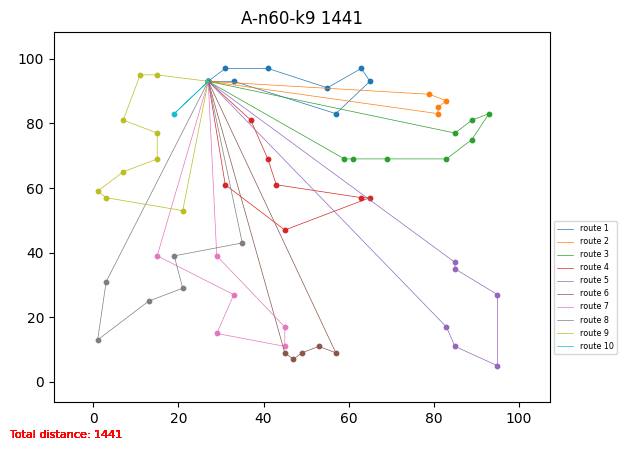 A-n60-k9 1441
100
80
60
40
20
0
0 20 40 60 80 100
route 1
route 2
route 3
route 4
route 5
route 6
route 7
route 8
route 9
route 10
Total distance: 1441